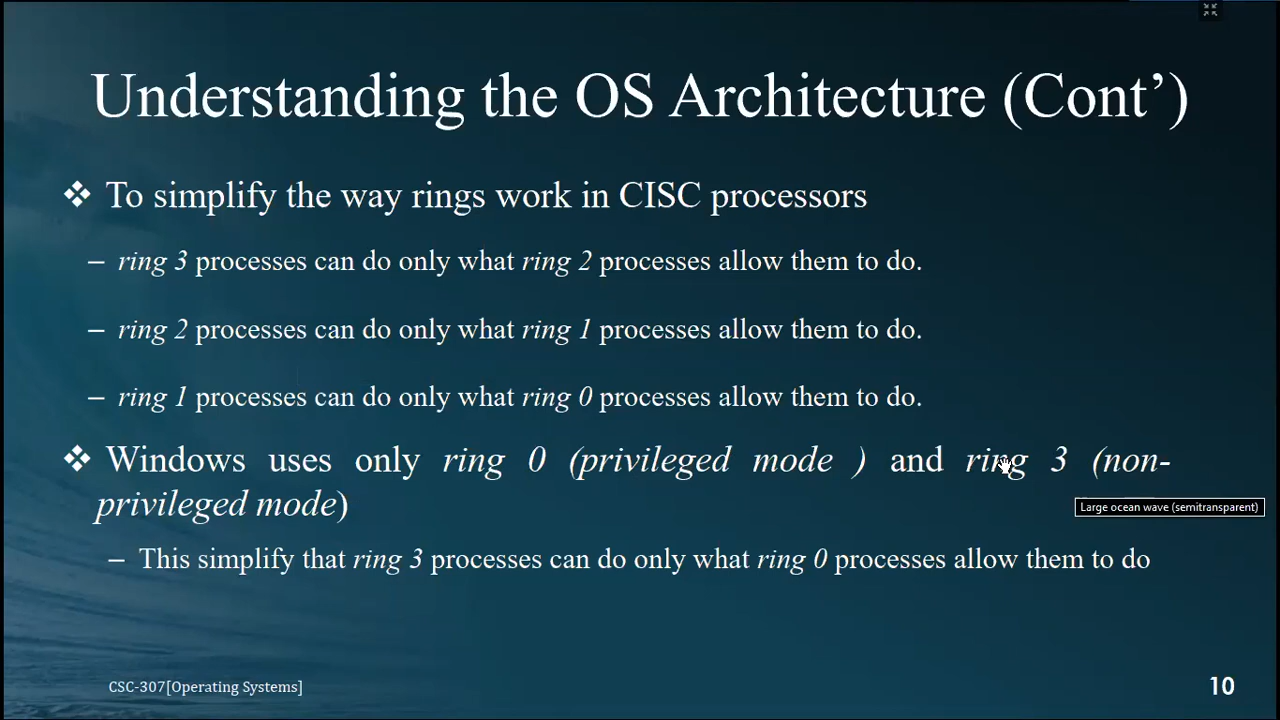 Understanding the OS Architecture (Cont’)
❖ To simplify the way rings work in CISC processors
– ring 3 processes can do only what ring 2 processes allow them to do.
– ring 2 processes can do only what ring 1 processes allow them to do.
– ring 1 processes can do only what ring 0 processes allow them to do.
❖ Windows uses only ring 0 (privileged mode ) and ring 3 (non-
privileged mode)
Large ocean wave (semitransparent)
– This simplify that ring 3 processes can do only what ring 0 processes allow them to do
CSC-307[Operating Systems]
10